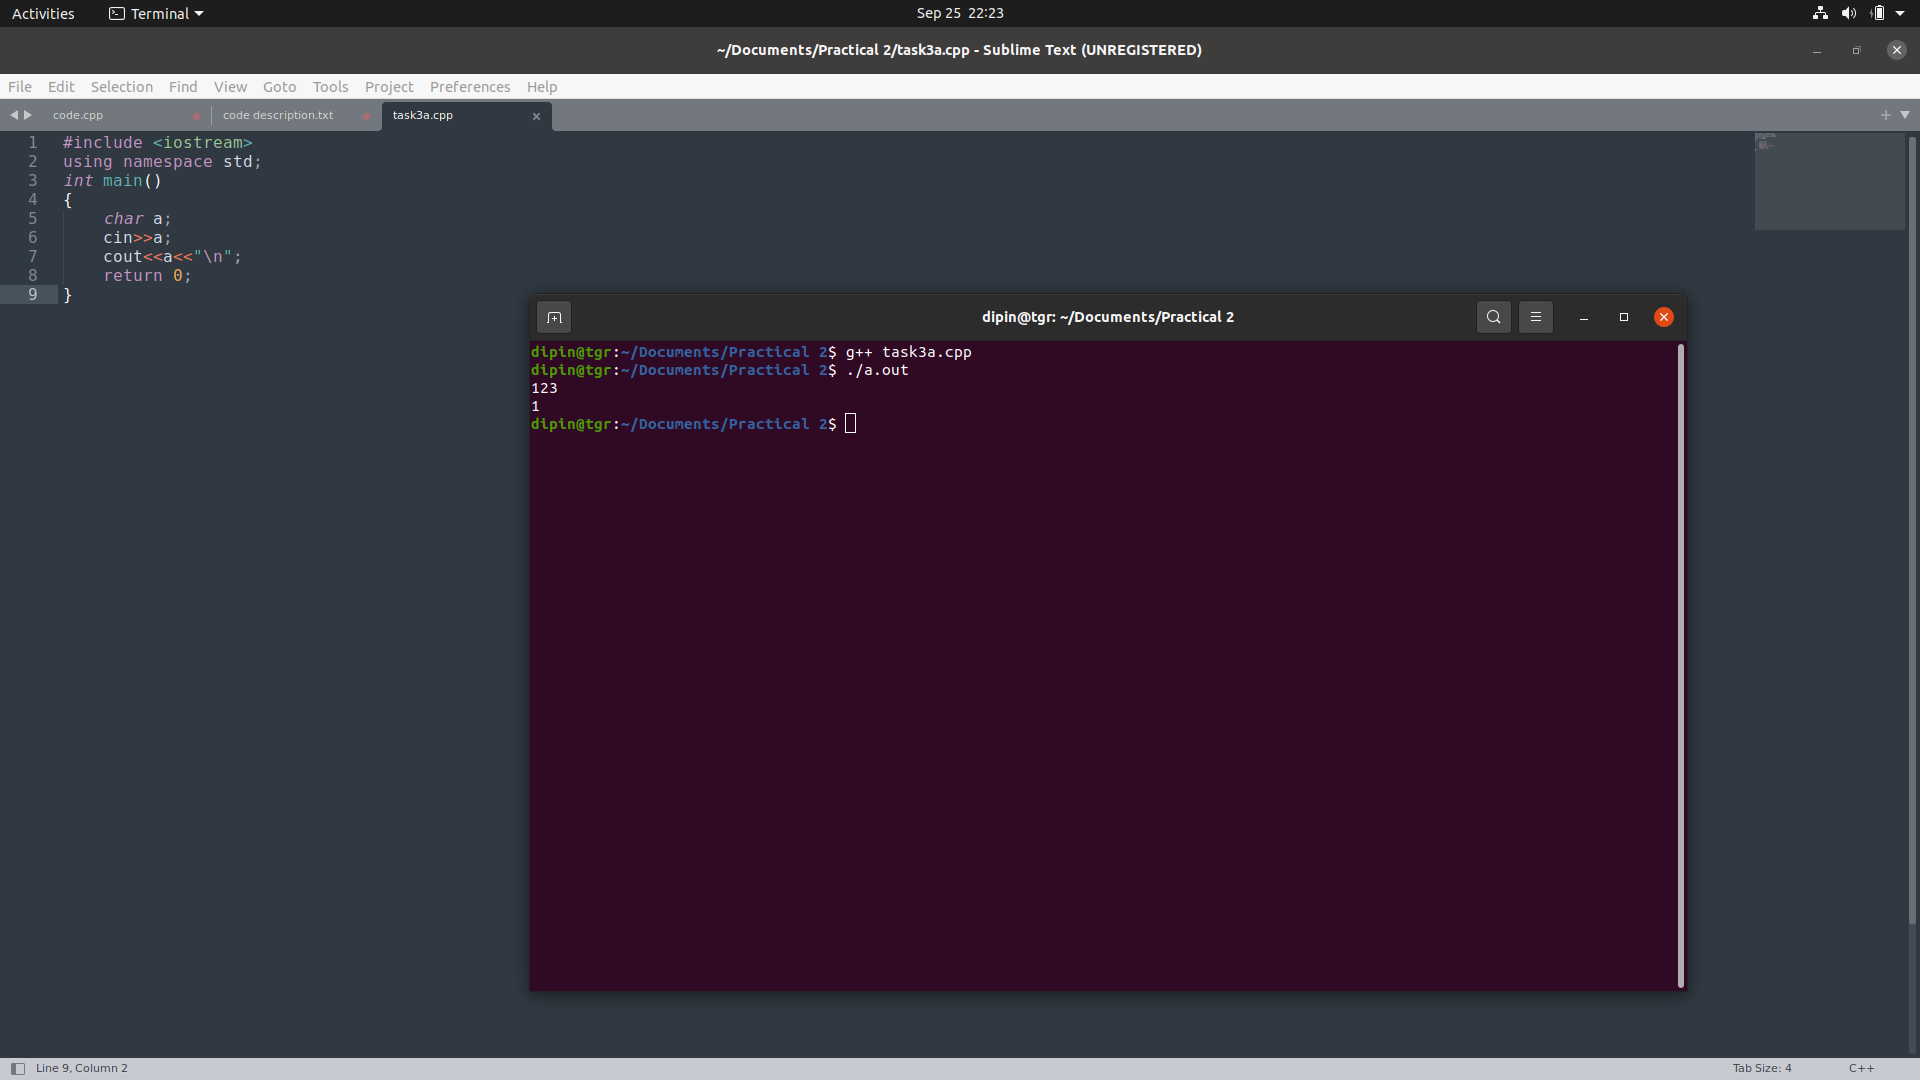 Activities Terminal Sep 25 22:23
~/Documents/Practical 2/task3a.cpp - Sublime Text (UNREGISTERED)
File Edit Selection Find View Goto Tools Project Preferences Help
code.cpp code description.txt task3a.cpp
1 #include <iostream>
2 using namespace std;
3 int main()
4 {
5 char a;
6 cin>>a;
7 cout<<a<<"\n";
8 return 0;
9 }
dipin@tgr: ~/Documents/Practical 2
dipin@tgr:~/Documents/Practical 2$ g++ task3a.cpp
dipin@tgr:~/Documents/Practical 2$ ./a.out
123
1
dipin@tgr:~/Documents/Practical 2$
Line 9, Column 2 Tab Size: 4 C++